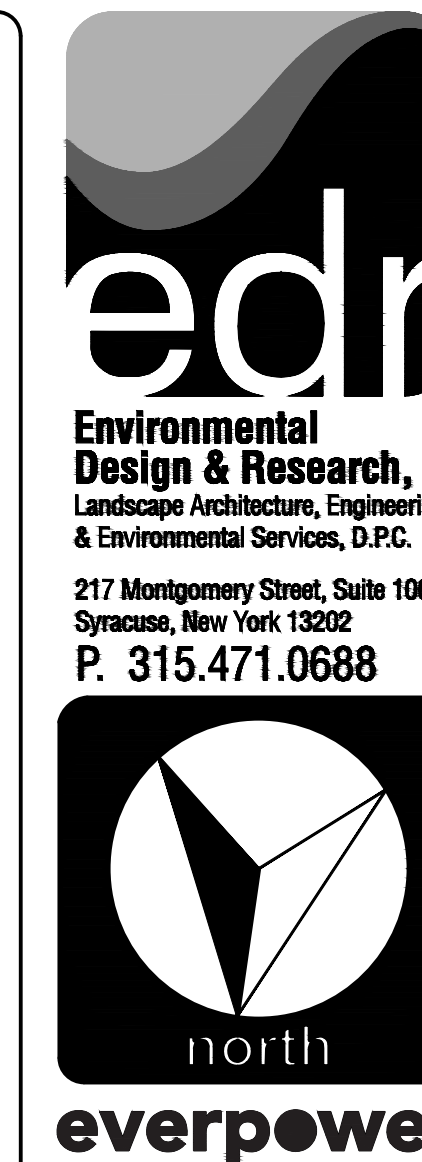 edr
Environmental
Design & Research,
Landscape Architecture, Engineeri
& Environmental Services, D.P.C.
217 Montgomery Street, Suite 100
Syracuse, New York 13202
P. 315.471.0688
north
everpowe